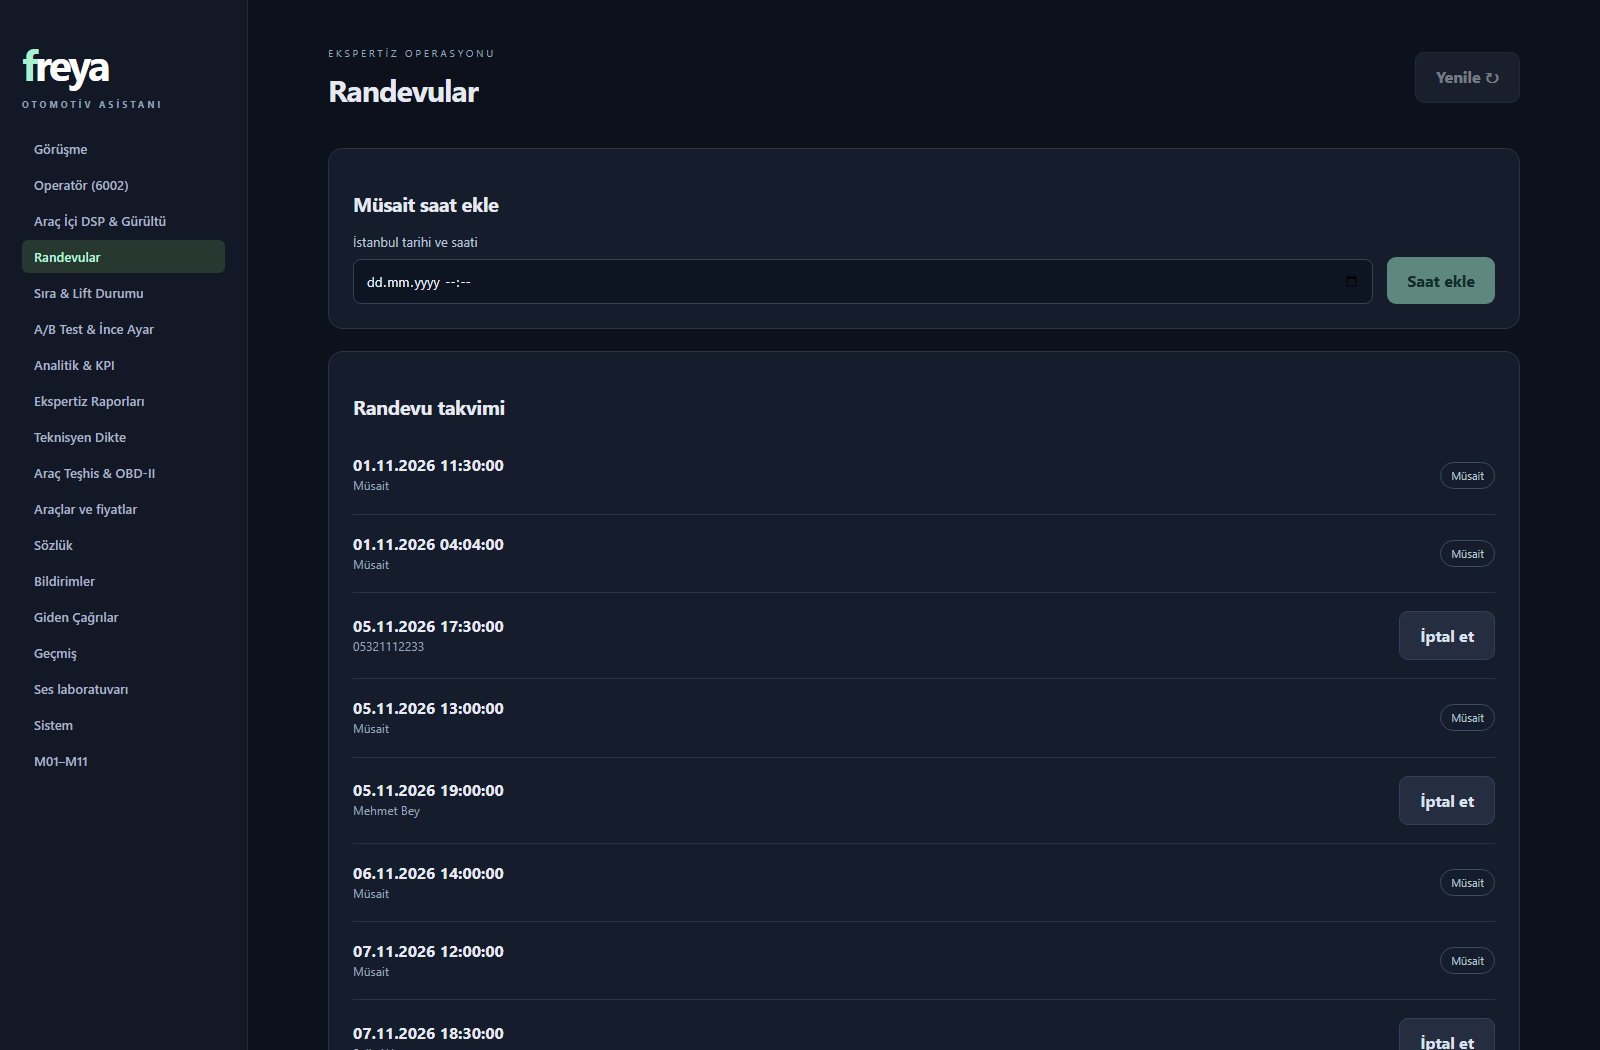 freya
OTOMOTİV ASİSTANI
Görüşme
Operatör (6002)
Araç İçi DSP & Gürültü
Randevular
Sıra & Lift Durumu
A/B Test & İnce Ayar
Analitik & KPI
Ekspertiz Raporları
Teknisyen Dikte
Araç Teşhis & OBD-II
Araçlar ve fiyatlar
Sözlük
Bildirimler
Giden Çağrılar
Geçmiş
Ses laboratuvarı
Sistem
M01–M11
EKSPERTİZ OPERASYONU
Randevular
Yenile ↻
Müsait saat ekle
İstanbul tarihi ve saati
dd.mm.yyyy --:--
Saat ekle
Randevu takvimi
01.11.2026 11:30:00
Müsait
Müsait
01.11.2026 04:04:00
Müsait
Müsait
05.11.2026 17:30:00
05321112233
İptal et
05.11.2026 13:00:00
Müsait
Müsait
05.11.2026 19:00:00
Mehmet Bey
İptal et
06.11.2026 14:00:00
Müsait
Müsait
07.11.2026 12:00:00
Müsait
Müsait
07.11.2026 18:30:00
İptal et